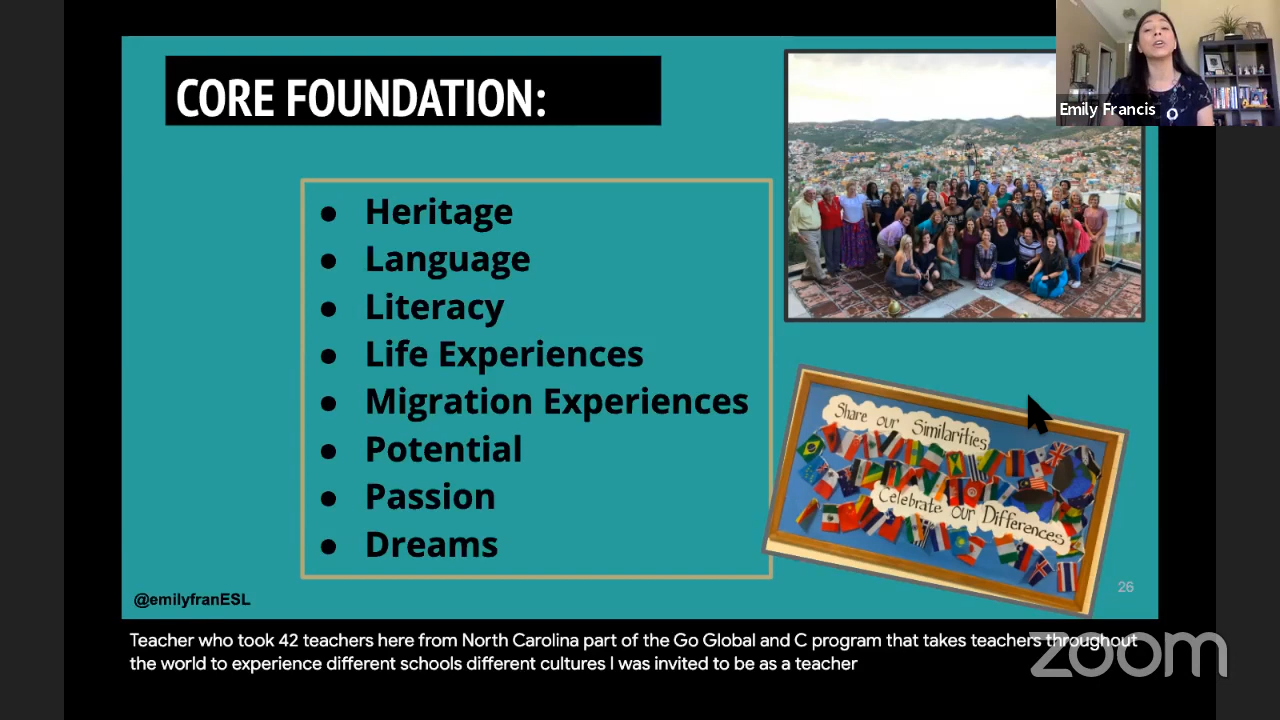 CORE FOUNDATION:
Emily Francis
● Heritage
● Language
● Literacy
● Life Experiences
● Migration Experiences
● Potential
● Passion
● Dreams
Share our Similarities
Celebrate our Differences
@emilyfranESL
26
Teacher who took 42 teachers here from North Carolina part of the Go Global and C program that takes teachers throughout
the world to experience different schools different cultures I was invited to be as a teacher
zoom